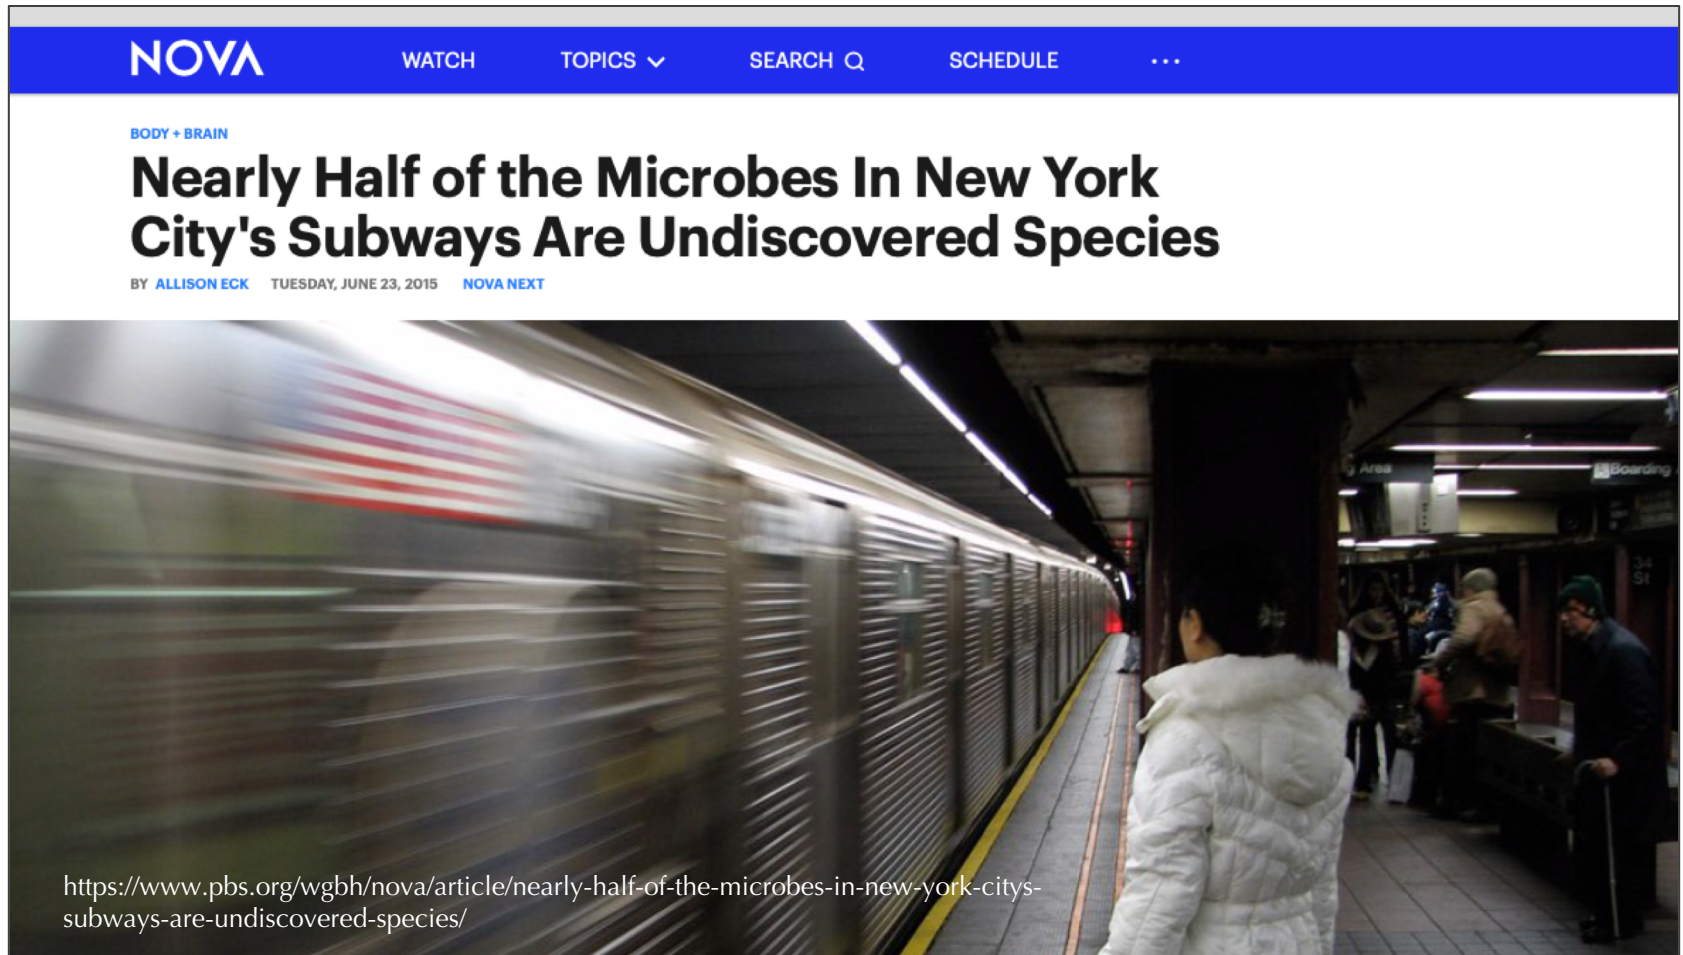 NOVA WATCH TOPICS SEARCH SCHEDULE ...
BODY + BRAIN
Nearly Half of the Microbes In New York
City's Subways Are Undiscovered Species
BY ALLISON ECK TUESDAY, JUNE 23, 2015 NOVA NEXT
g Area
Boarding
34
St
https://www.pbs.org/wgbh/nova/article/nearly-half-of-the-microbes-in-new-york-citys-
subways-are-undiscovered-species/